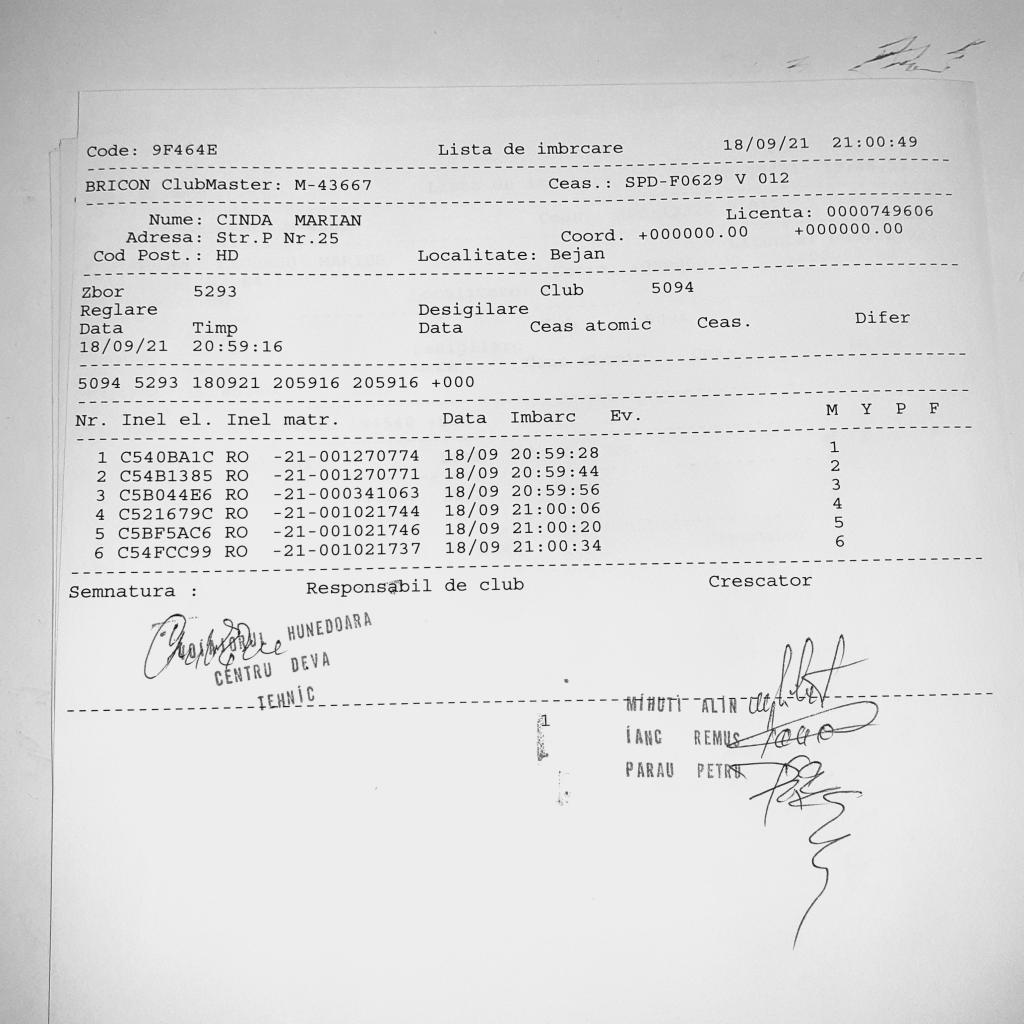 Code: 9F464E Lista de imbrcare 18/09/21 21:00:49
BRICON ClubMaster: M-43667 Ceas.: SPD-F0629 V 012
Nume: CINDA MARIAN Licenta: 0000749606
Adresa: Str.P Nr.25 Coord. +000000.00 +000000.00
Cod Post.: HD Localitate: Bejan
Zbor 5293 Club 5094
Reglare Desigilare
Data Timp Data Ceas atomic Ceas. Difer
18/09/21 20:59:16
5094 5293 180921 205916 205916 +000
Nr. Inel el. Inel matr. Data Imbarc Ev. M Y P F
1 C540BA1C RO -21-001270774 18/09 20:59:28 1
2 C54B1385 RO -21-001270771 18/09 20:59:44 2
3 C5B044E6 RO -21-000341063 18/09 20:59:56 3
4 C521679C RO -21-001021744 18/09 21:00:06 4
5 C5BF5AC6 RO -21-001021746 18/09 21:00:20 5
6 C54FCC99 RO -21-001021737 18/09 21:00:34 6
Semnatura : Responsabil de club Crescator
HUNEDOARA
CENTRU DEVA
TEHNIC
MIHUTI ALIN
1
IANC REMUS
PARAU PETRU